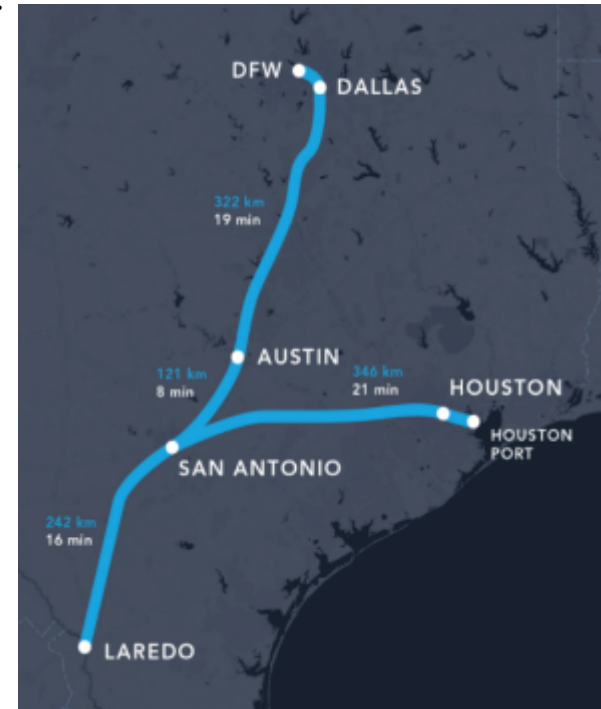 DFW
DALLAS
322 km
19 min
AUSTIN
121 km
8 min
346 km
21 min
HOUSTON
HOUSTON
PORT
SAN ANTONIO
242 km
16 min
LAREDO